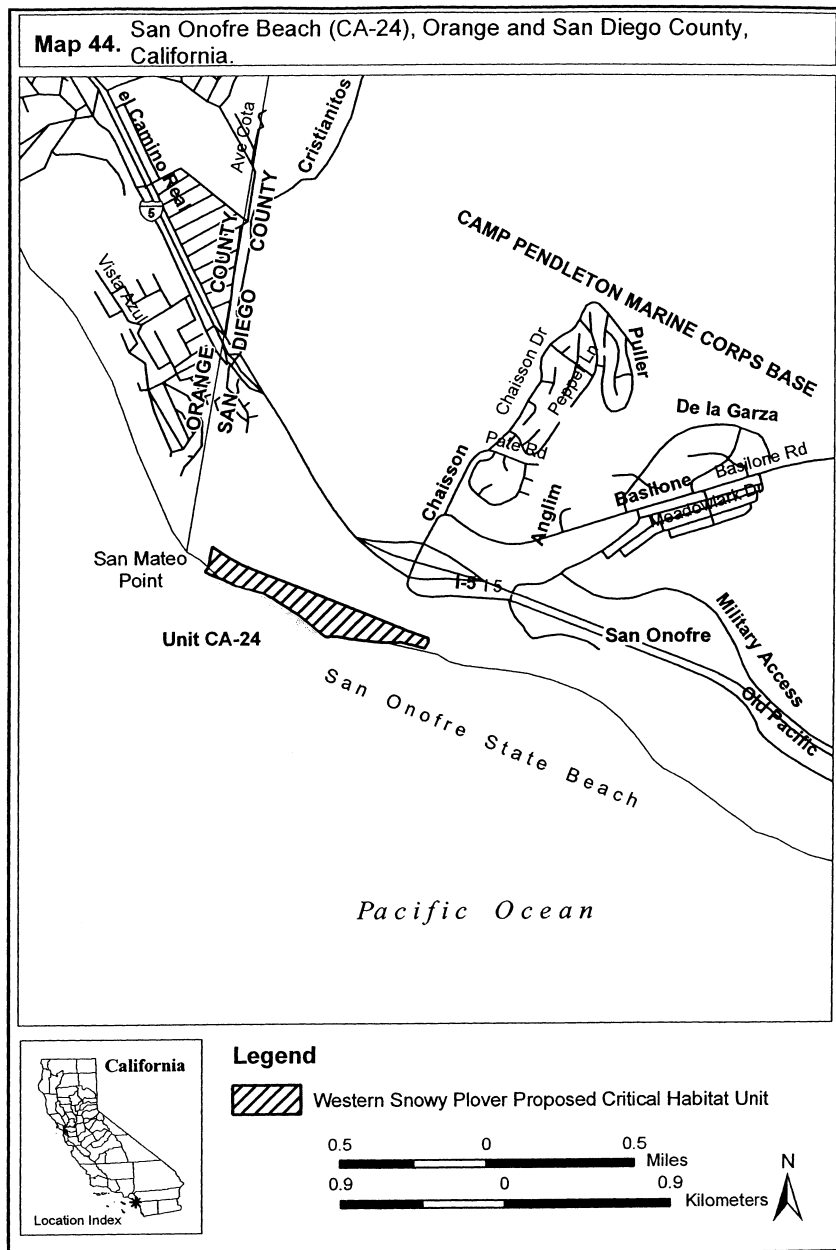 Map 44. San Onofre Beach (CA-24), Orange and San Diego County,
California.
el Camino Real
Ave Cota
Cristianitos
5
COUNTY
COUNTY
Vista Azul
ORANGE
SAN DIEGO
CAMP PENDLETON MARINE CORPS BASE
Chaisson Dr
Pepper Ln
Puller
De la Garza
Pate Rd
Chaisson
Anglim
Basilone
Basilone Rd
Meadowlark Dr
San Mateo
Point
I-5
I 5
Unit CA-24
San Onofre
Military Access
Old Pacific
San Onofre State Beach
Pacific Ocean
California
Location Index
Legend
Western Snowy Plover Proposed Critical Habitat Unit
0.5 0 0.5
Miles
0.9 0 0.9
Kilometers
N